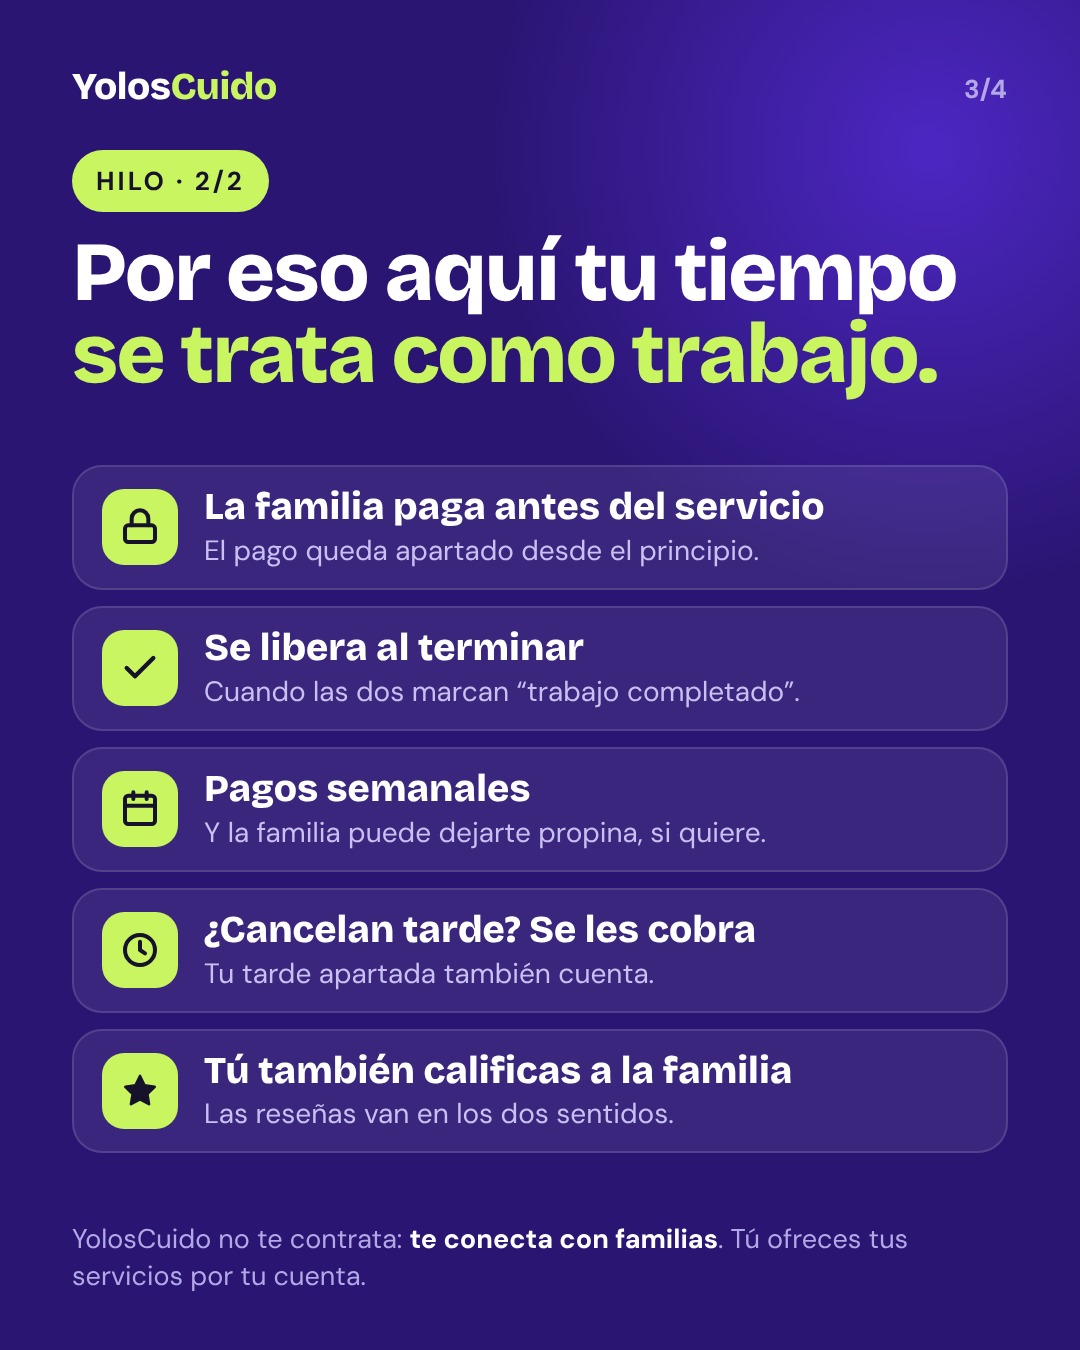 YolosCuido
3/4
HILO · 2/2
Por eso aquí tu tiempo
se trata como trabajo.
La familia paga antes del servicio
El pago queda apartado desde el principio.
Se libera al terminar
Cuando las dos marcan “trabajo completado”.
Pagos semanales
Y la familia puede dejarte propina, si quiere.
¿Cancelan tarde? Se les cobra
Tu tarde apartada también cuenta.
Tú también calificas a la familia
Las reseñas van en los dos sentidos.
YolosCuido no te contrata: te conecta con familias. Tú ofreces tus
servicios por tu cuenta.